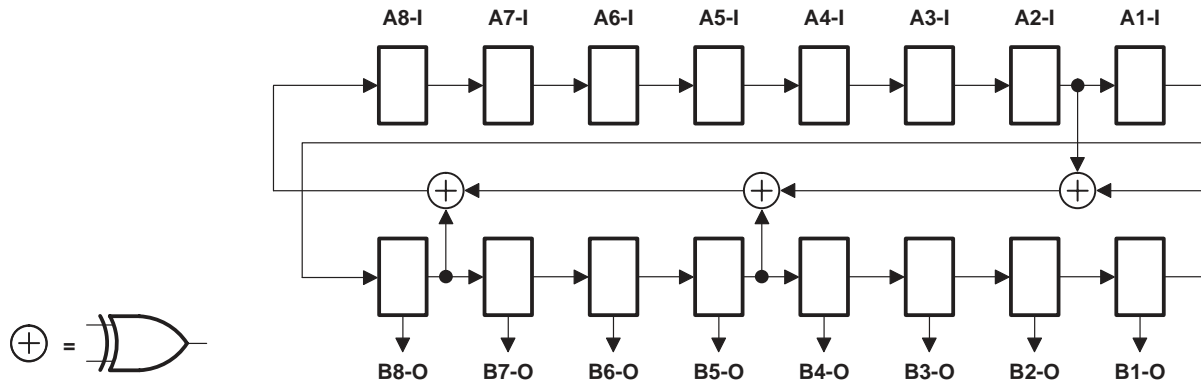 A8-I A7-I A6-I A5-I A4-I A3-I A2-I A1-I
=
B8-O B7-O B6-O B5-O B4-O B3-O B2-O B1-O